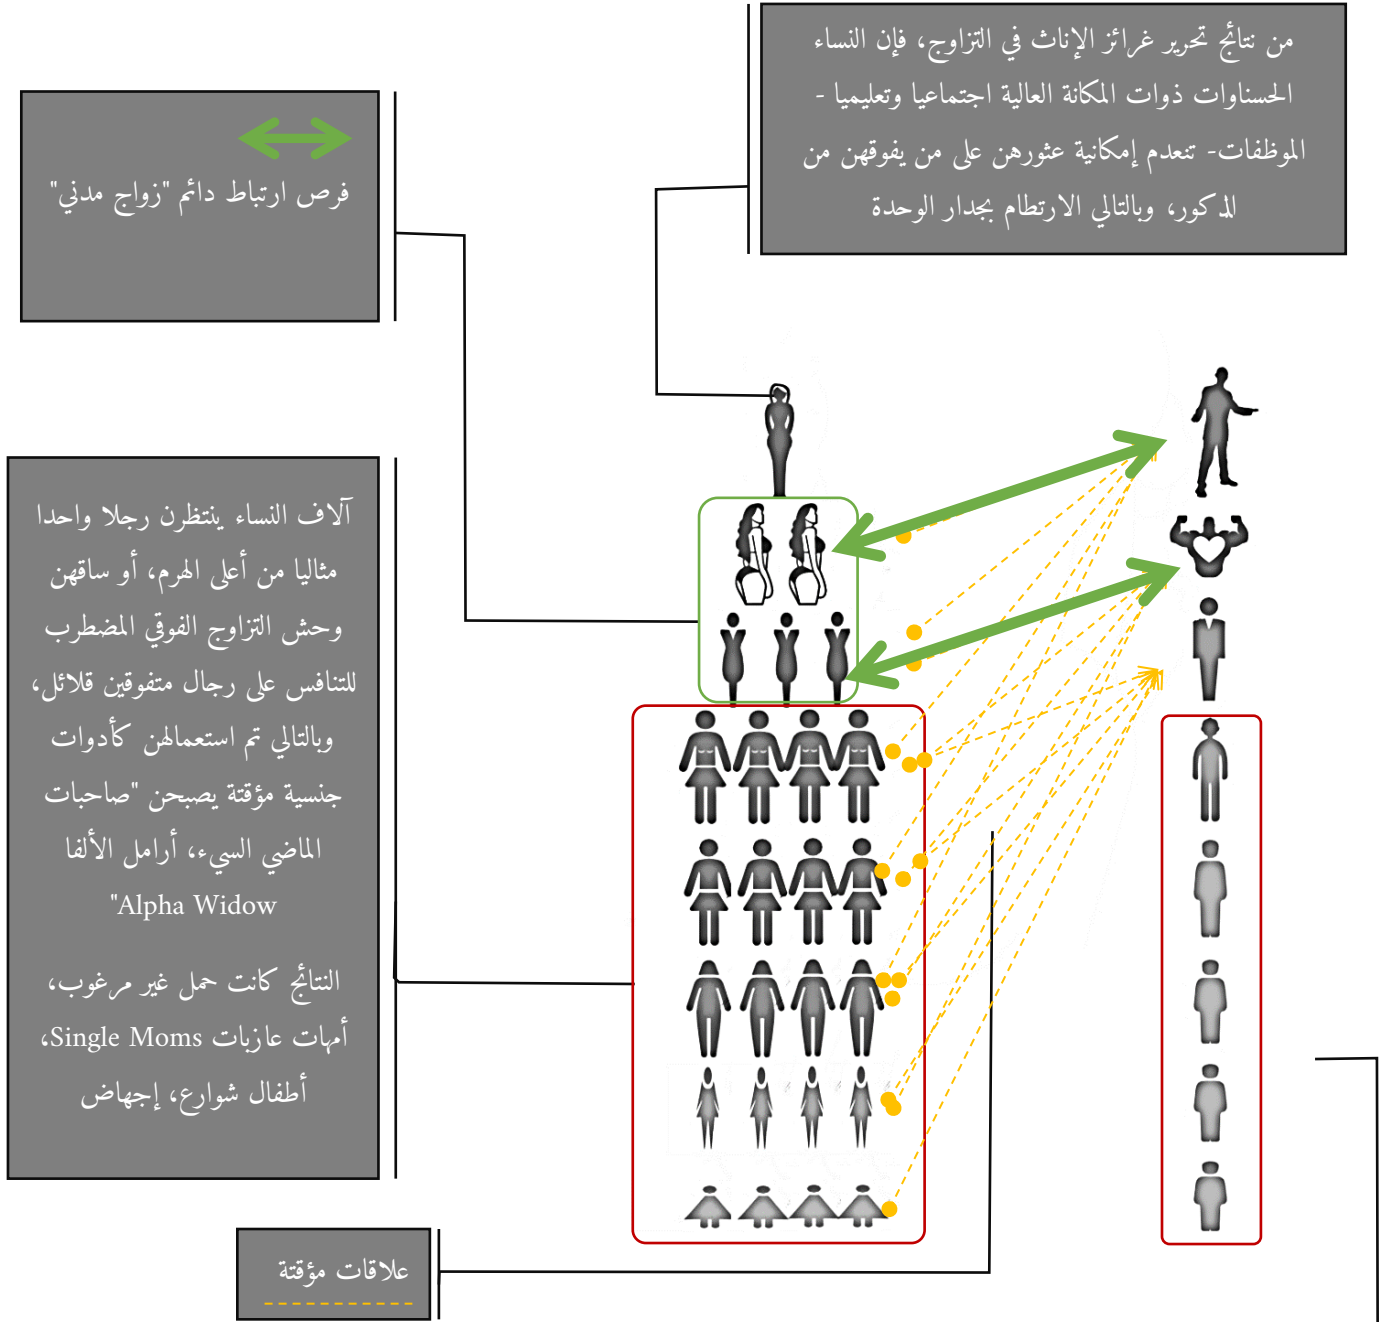 من نتائج تحرير غرائز الإناث في التزاوج، فإن النساء
الحسناوات ذوات المكانة العالية اجتماعيا وتعليميا -
الموظفات- تنعدم إمكانية عثورهن على من يفوقهن من
الذكور، وبالتالي الارتطام بجدار الوحدة
فرص ارتباط دائم "زواج مدني"
آلاف النساء ينتظرن رجلا واحدا
مثاليا من أعلى الهرم، أو ساقهن
وحش التزاوج الفوقي المضطرب
للتنافس على رجال متفوقين قلائل،
وبالتالي تم استعمالهن كأدوات
جنسية مؤقتة يصبحن "صاحبات
الماضي السيء، أرامل الألفا
Alpha Widow"
النتائج كانت حمل غير مرغوب،
أمهات عازبات Single Moms،
أطفال شوارع، إجهاض
علاقات مؤقتة